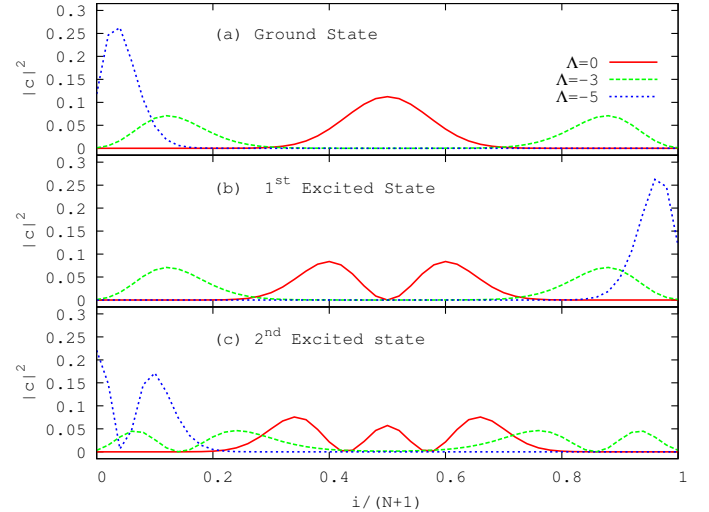 0.3
0.25
0.2
0.15
0.1
0.05
0
|c|²
(a) Ground State
Λ=0
Λ=−3
Λ=−5
0.3
0.25
0.2
0.15
0.1
0.05
0
|c|²
(b) 1st Excited State
0.3
0.25
0.2
0.15
0.1
0.05
0
|c|²
(c) 2nd Excited state
0 0.2 0.4 0.6 0.8 1
i/(N+1)